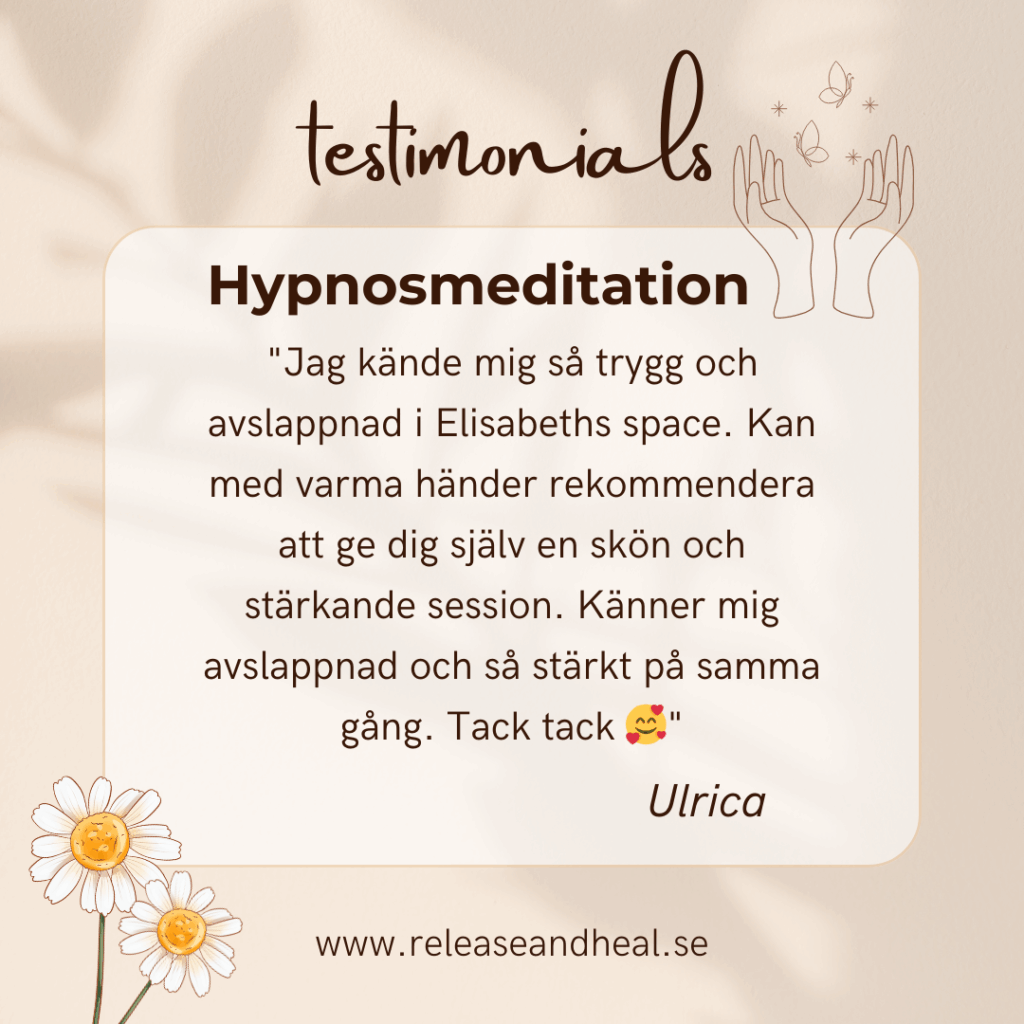 testimonials
Hypnosmeditation
"Jag kände mig så trygg och
avslappnad i Elisabeths space. Kan
med varma händer rekommendera
att ge dig själv en skön och
stärkande session. Känner mig
avslappnad och så stärkt på samma
gång. Tack tack 🥰"
Ulrica
www.releaseandheal.se